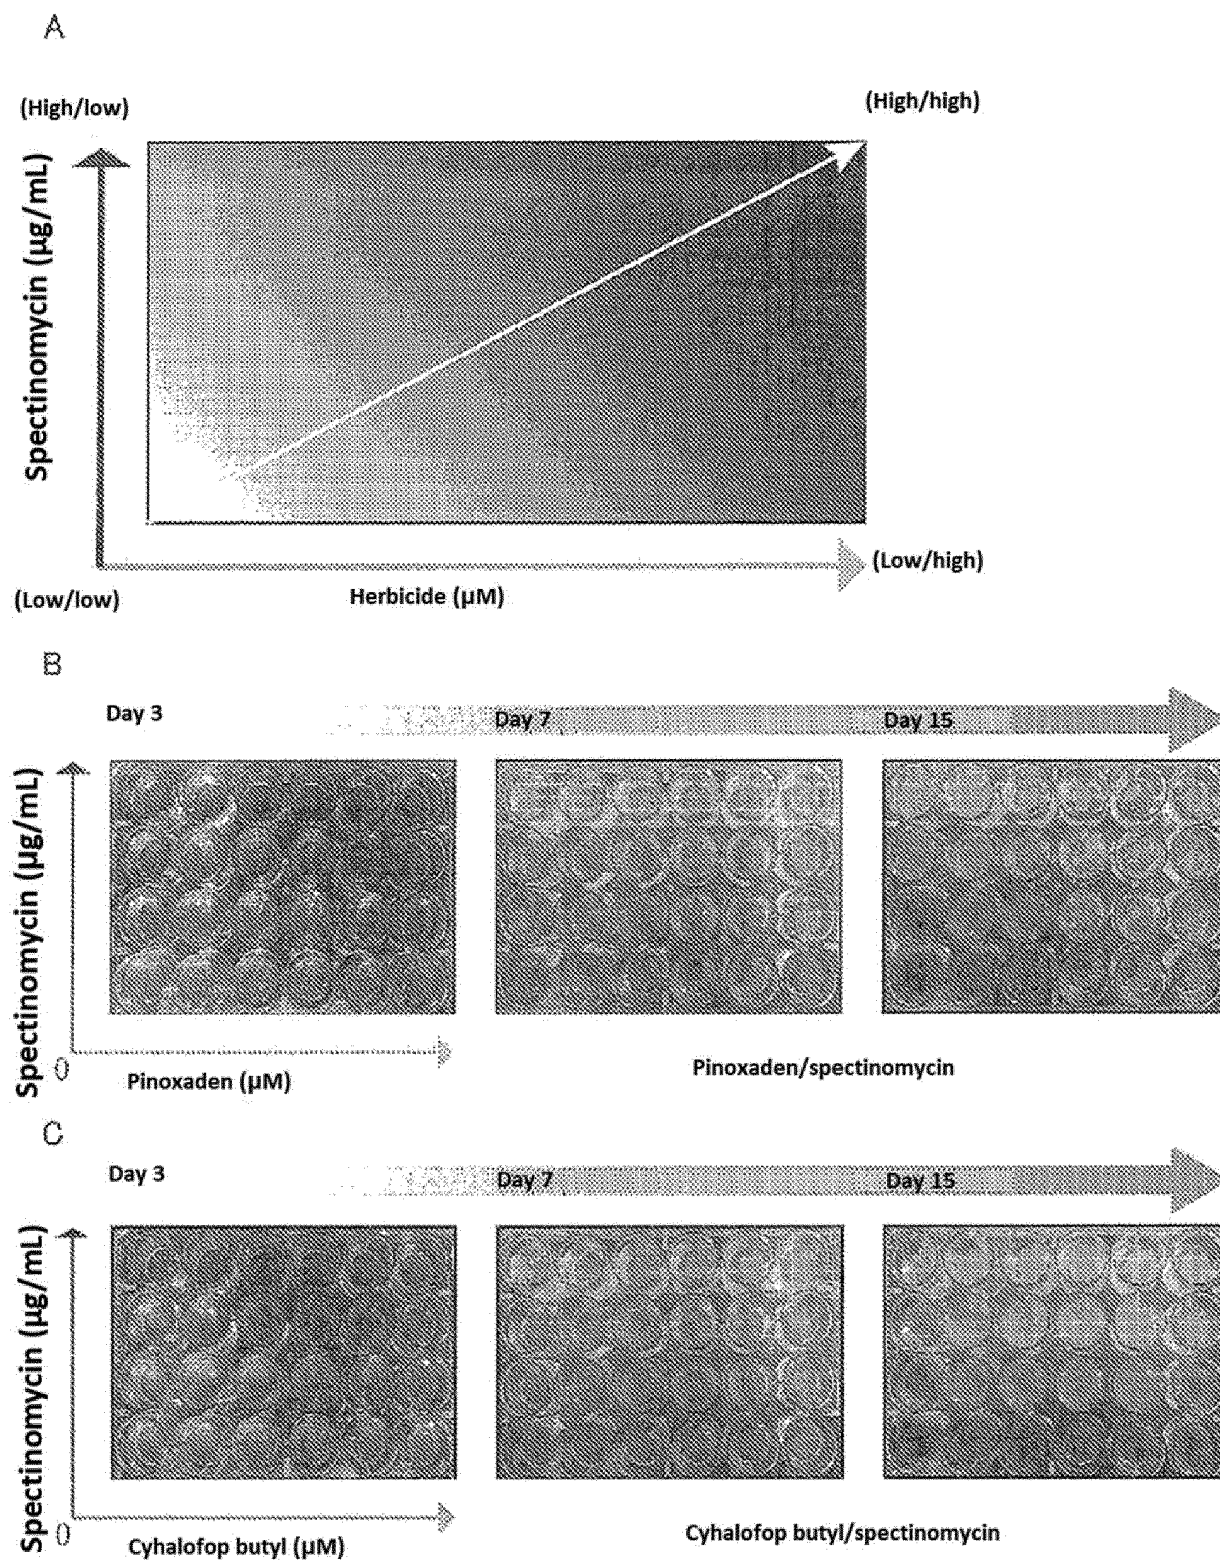 A
(High/low)
(High/high)
Spectinomycin (µg/mL)
(Low/high)
(Low/low)
Herbicide (µM)
B
Day 3
Day 7
Day 15
Spectinomycin (µg/mL)
0
Pinoxaden (µM)
Pinoxaden/spectinomycin
C
Day 3
Day 7
Day 15
Spectinomycin (µg/mL)
0
Cyhalofop butyl (µM)
Cyhalofop butyl/spectinomycin